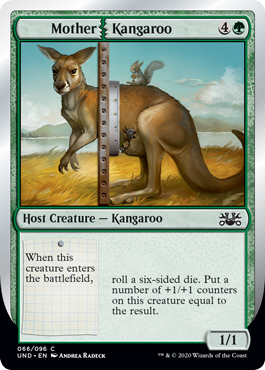 Mother Kangaroo 4
Host Creature — Kangaroo
When this
creature enters
the battlefield,
roll a six-sided die. Put a
number of +1/+1 counters
on this creature equal to
the result.
1/1
066/096 C
UND • EN ANDREA RADECK
™ & © 2020 Wizards of the Coast